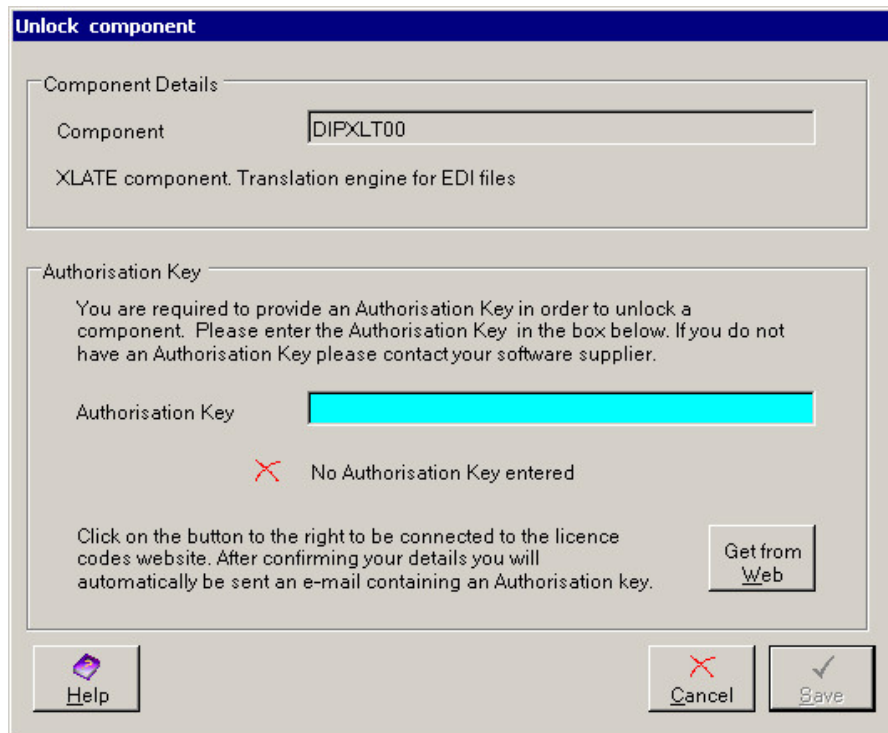 Unlock component
Component Details
Component
DIPXLT00
XLATE component. Translation engine for EDI files
Authorisation Key
You are required to provide an Authorisation Key in order to unlock a
component. Please enter the Authorisation Key in the box below. If you do not
have an Authorisation Key please contact your software supplier.
Authorisation Key
No Authorisation Key entered
Click on the button to the right to be connected to the licence
codes website. After confirming your details you will
automatically be sent an e-mail containing an Authorisation key.
Get from
Web
Help
Cancel
Save